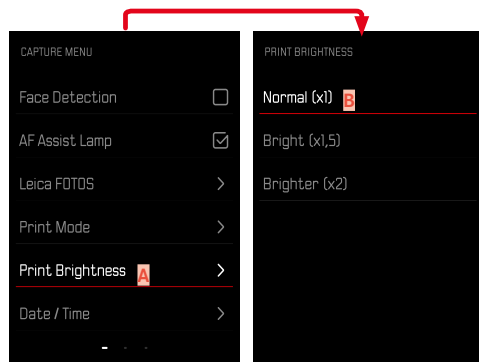 CAPTURE MENU
Face Detection
AF Assist Lamp
Leica FOTOS
Print Mode
Print Brightness A
Date / Time
PRINT BRIGHTNESS
Normal (x1) B
Bright (x1,5)
Brighter (x2)